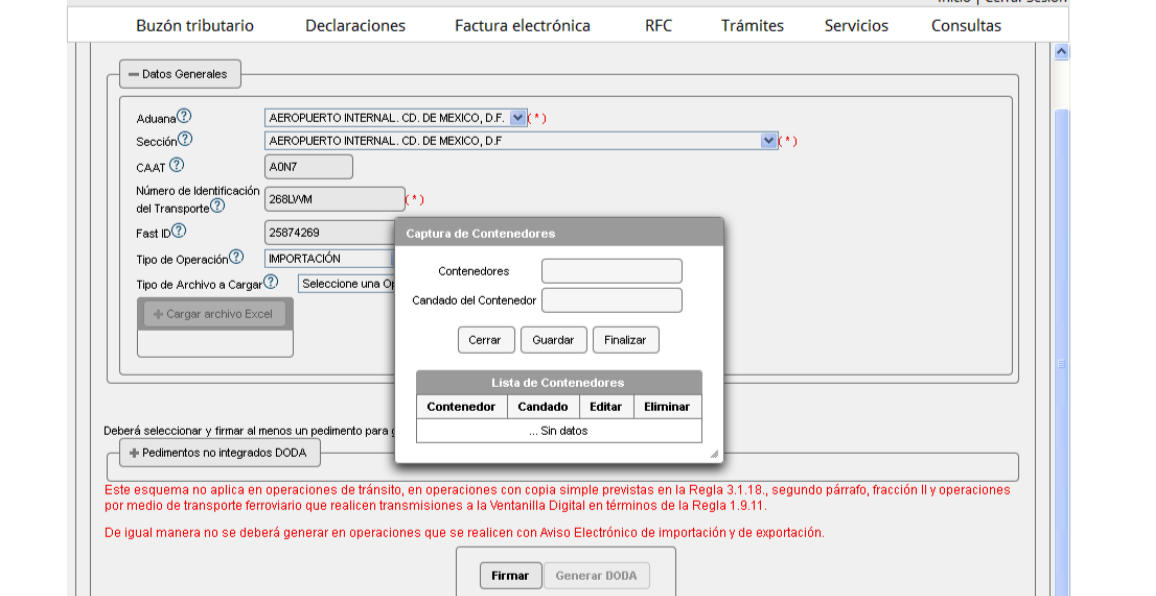 Inicio | Cerrar Sesión
Buzón tributario Declaraciones Factura electrónica RFC Trámites Servicios Consultas
Datos Generales
Aduana? AEROPUERTO INTERNAL. CD. DE MEXICO, D.F. (*)
Sección? AEROPUERTO INTERNAL. CD. DE MEXICO, D.F (*)
CAAT ? A0N7
Número de Identificación
del Transporte? 268LWM (*)
Fast ID? 25874269
Tipo de Operación? IMPORTACIÓN
Tipo de Archivo a Cargar? Seleccione una
Cargar archivo Excel
Captura de Contenedores
Contenedores
Candado del Contenedor
Cerrar Guardar Finalizar
Lista de Contenedores
Contenedor Candado Editar Eliminar
... Sin datos
Deberá seleccionar y firmar al menos un pedimento para
Pedimentos no integrados DODA
Este esquema no aplica en operaciones de tránsito, en operaciones con copia simple previstas en la Regla 3.1.18., segundo párrafo, fracción II y operaciones
por medio de transporte ferroviario que realicen transmisiones a la Ventanilla Digital en términos de la Regla 1.9.11.
De igual manera no se deberá generar en operaciones que se realicen con Aviso Electrónico de importación y de exportación.
Firmar Generar DODA